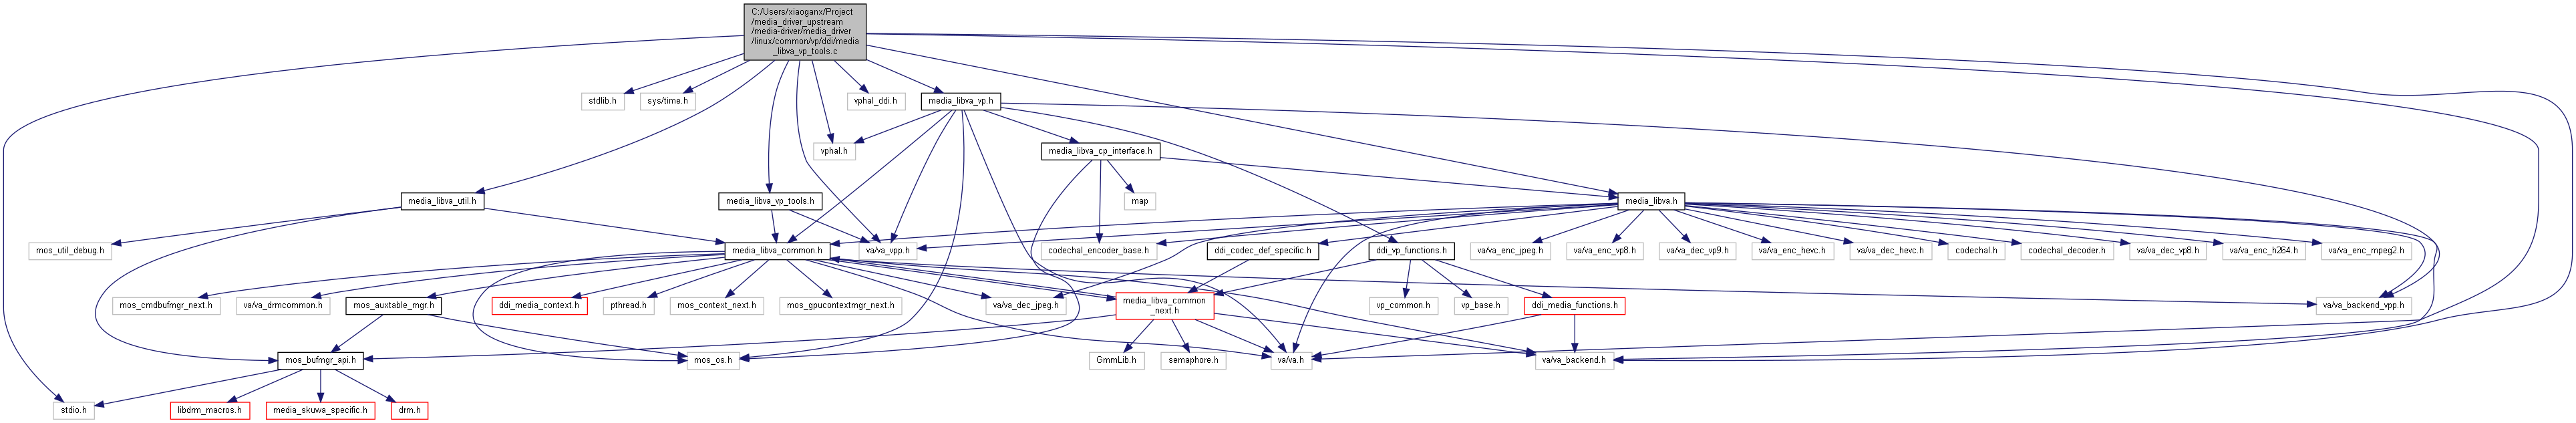 C:/Users/xiaoganx/Project
/media_driver_upstream
/media-driver/media_driver
/linux/common/vp/ddi/media
_libva_vp_tools.c
stdlib.h
sys/time.h
vphal_ddi.h
media_libva_vp.h
vphal.h
media_libva_cp_interface.h
media_libva_util.h
media_libva_vp_tools.h
map
media_libva.h
mos_util_debug.h
media_libva_common.h
va/va_vpp.h
codechal_encoder_base.h
ddi_codec_def_specific.h
ddi_vp_functions.h
va/va_enc_jpeg.h
va/va_enc_vp8.h
va/va_dec_vp9.h
va/va_enc_hevc.h
va/va_dec_hevc.h
codechal.h
codechal_decoder.h
va/va_dec_vp8.h
va/va_enc_h264.h
va/va_enc_mpeg2.h
mos_cmdbufmgr_next.h
va/va_drmcommon.h
mos_auxtable_mgr.h
ddi_media_context.h
pthread.h
mos_context_next.h
mos_gpucontextmgr_next.h
va/va_dec_jpeg.h
media_libva_common
_next.h
vp_common.h
vp_base.h
ddi_media_functions.h
va/va_backend_vpp.h
mos_bufmgr_api.h
mos_os.h
GmmLib.h
semaphore.h
va/va.h
va/va_backend.h
stdio.h
libdrm_macros.h
media_skuwa_specific.h
drm.h